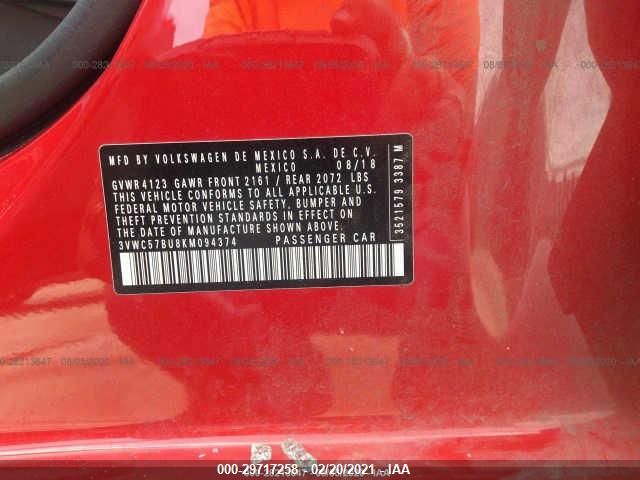 MFD BY VOLKSWAGEN DE MEXICO S.A. DE C.V.
MEXICO 08/18
GVWR 4123 GAWR FRONT 2161 / REAR 2072 LBS
THIS VEHICLE CONFORMS TO ALL APPLICABLE U.S.
FEDERAL MOTOR VEHICLE SAFETY, BUMPER AND
THEFT PREVENTION STANDARDS IN EFFECT ON
THE DATE OF MANUFACTURE SHOWN ABOVE.
3VWC57BU8KM094374 PASSENGER CAR
3521579 3387 M
000-29717258 - 02/20/2021 - IAA